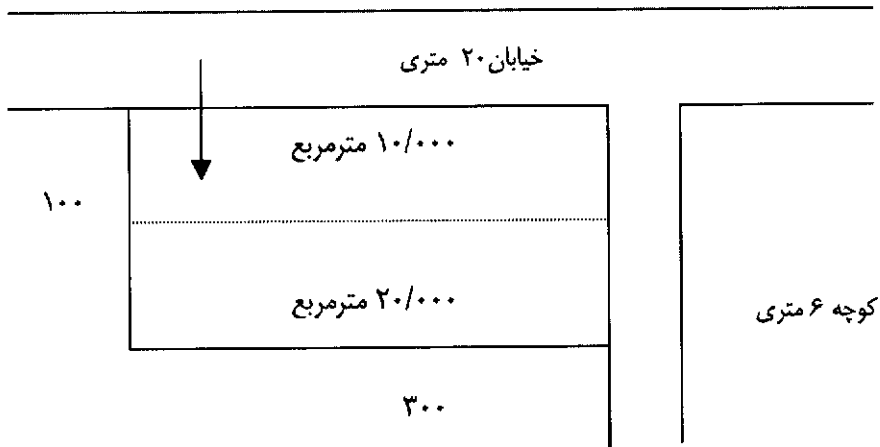 خیابان ۲۰ متری
۱۰/۰۰۰ مترمربع
۱۰۰
۲۰/۰۰۰ مترمربع
کوچه ۶ متری
۳۰۰